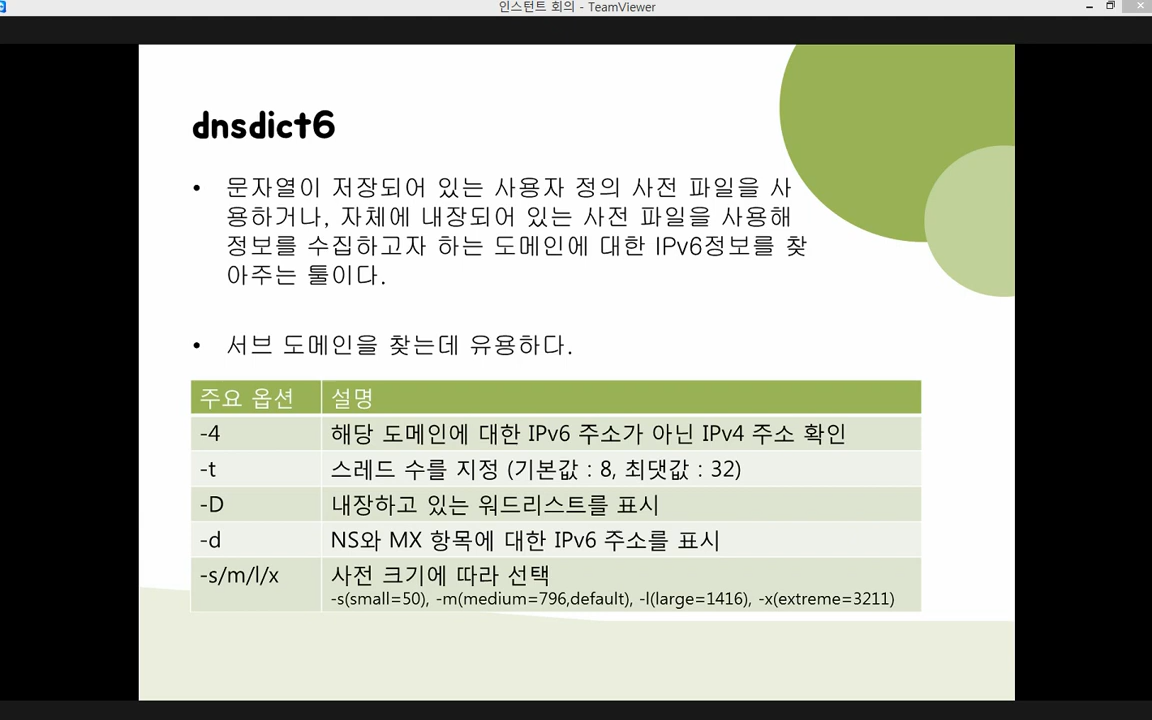 인스턴트 회의 - TeamViewer
dnsdict6
• 문자열이 저장되어 있는 사용자 정의 사전 파일을 사
용하거나, 자체에 내장되어 있는 사전 파일을 사용해
정보를 수집하고자 하는 도메인에 대한 IPv6정보를 찾
아주는 툴이다.
• 서브 도메인을 찾는데 유용하다.
주요 옵션 설명
-4 해당 도메인에 대한 IPv6 주소가 아닌 IPv4 주소 확인
-t 스레드 수를 지정 (기본값 : 8, 최댓값 : 32)
-D 내장하고 있는 워드리스트를 표시
-d NS와 MX 항목에 대한 IPv6 주소를 표시
-s/m/l/x 사전 크기에 따라 선택
-s(small=50), -m(medium=796,default), -l(large=1416), -x(extreme=3211)